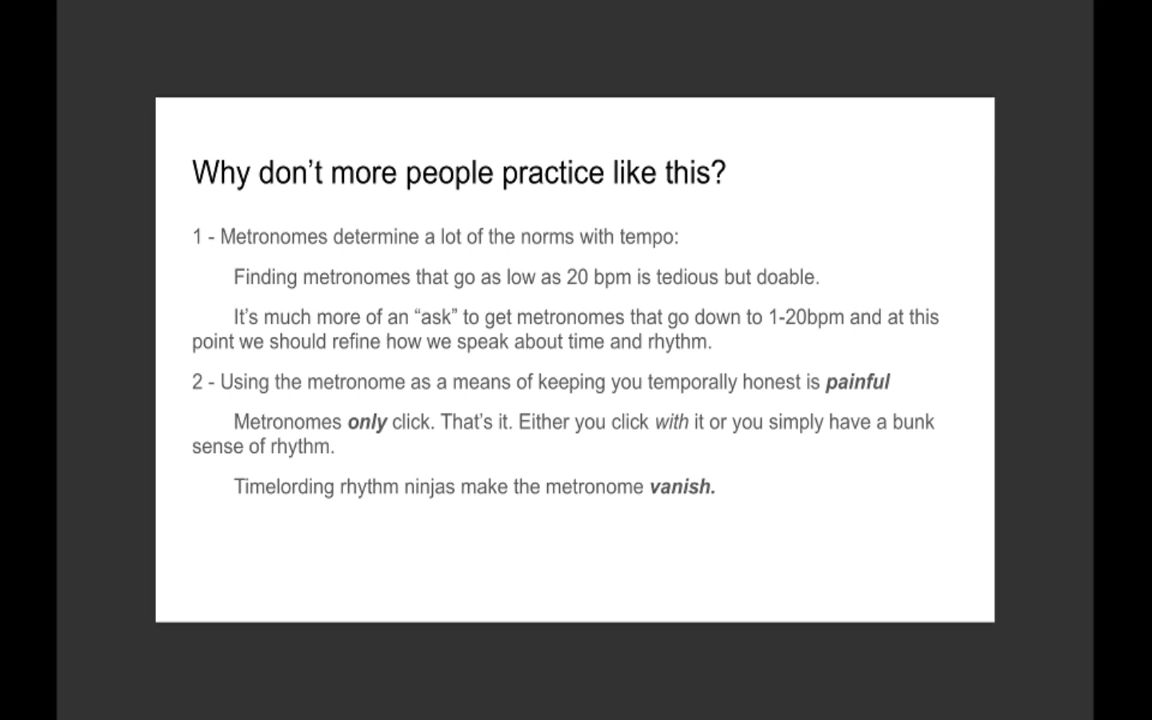 Why don’t more people practice like this?
1 - Metronomes determine a lot of the norms with tempo:
Finding metronomes that go as low as 20 bpm is tedious but doable.
It’s much more of an “ask” to get metronomes that go down to 1-20bpm and at this
point we should refine how we speak about time and rhythm.
2 - Using the metronome as a means of keeping you temporally honest is painful
Metronomes only click. That’s it. Either you click with it or you simply have a bunk
sense of rhythm.
Timelording rhythm ninjas make the metronome vanish.